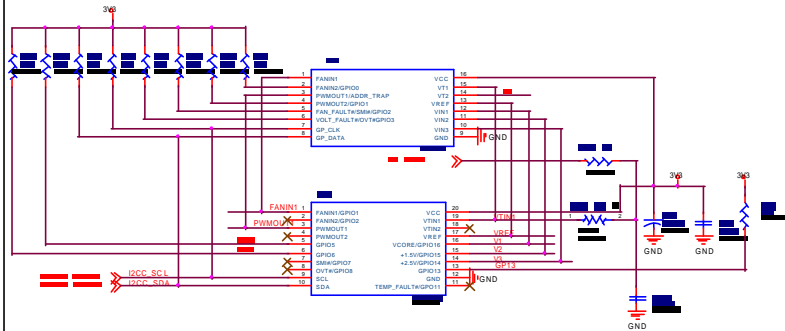 3V3
1 FANIN1 VCC 16
2 FANIN2/GPIO0 VT1 15
3 PWMOUT1/ADDR_TRAP VT2 14
4 PWMOUT2/GPIO1 VREF 13
5 FAN_FAULT#/SMI#/GPIO2 VIN1 12
6 VOLT_FAULT#/OVT#GPIO3 VIN2 11
7 GP_CLK VIN3 10
8 GP_DATA GND 9
GND
3V3 3V3
FANIN1 1 FANIN1/GPIO1 VCC 20
2 FANIN2/GPIO2 VTIN1 19 VTIN1
PWMOUT1 3 PWMOUT1 VTIN2 18
4 PWMOUT2 VREF 17 VREF
5 GPIO5 VCORE/GPIO16 16 V1
6 GPIO6 +1.5V/GPIO15 15 V2
7 SMI#/GPIO7 +2.5V/GPIO14 14 V3
8 OVT#/GPIO8 GPIO13 13 GP13
I2CC_SCL 9 SCL GND 12 GND
I2CC_SDA 10 SDA TEMP_FAULT#/GPO11 11
1 2
GND GND
GND